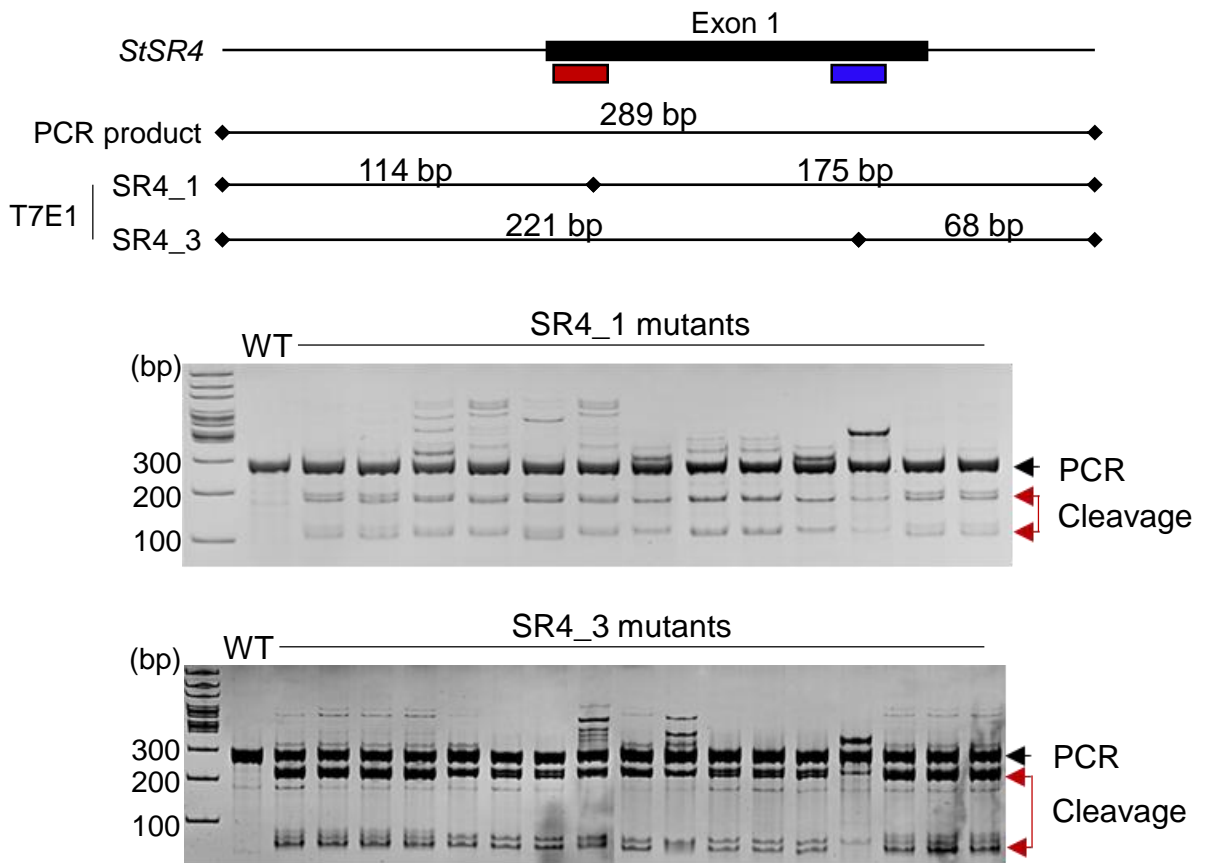 Exon 1
StSR4
289 bp
PCR product
114 bp 175 bp
SR4_1
T7E1
221 bp 68 bp
SR4_3
SR4_1 mutants
WT
(bp)
300
PCR
200
Cleavage
100
SR4_3 mutants
WT
(bp)
300
PCR
200
Cleavage
100